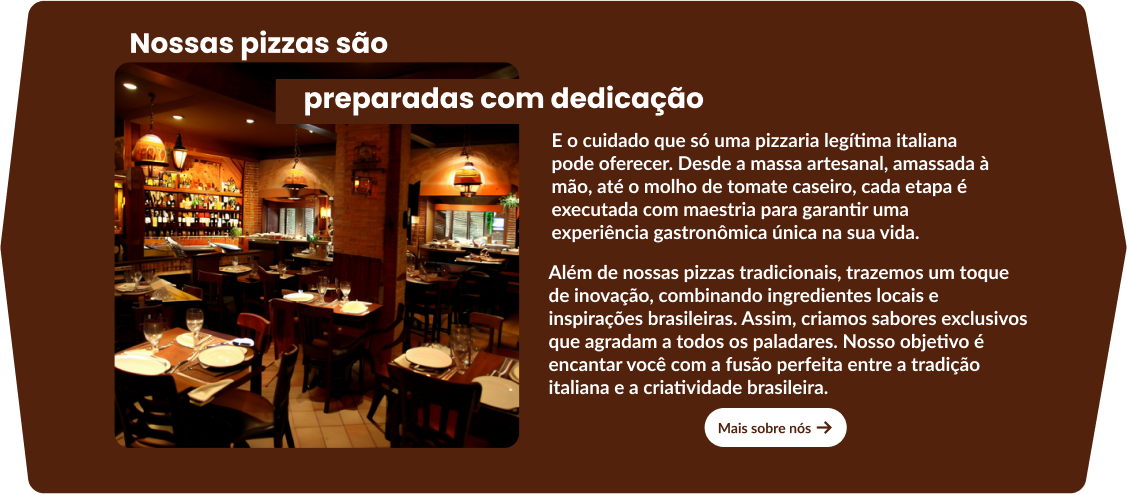 Nossas pizzas são
preparadas com dedicação
E o cuidado que só uma pizzaria legítima italiana
pode oferecer. Desde a massa artesanal, amassada à
mão, até o molho de tomate caseiro, cada etapa é
executada com maestria para garantir uma
experiência gastronômica única na sua vida.
Além de nossas pizzas tradicionais, trazemos um toque
de inovação, combinando ingredientes locais e
inspirações brasileiras. Assim, criamos sabores exclusivos
que agradam a todos os paladares. Nosso objetivo é
encantar você com a fusão perfeita entre a tradição
italiana e a criatividade brasileira.
Mais sobre nós →